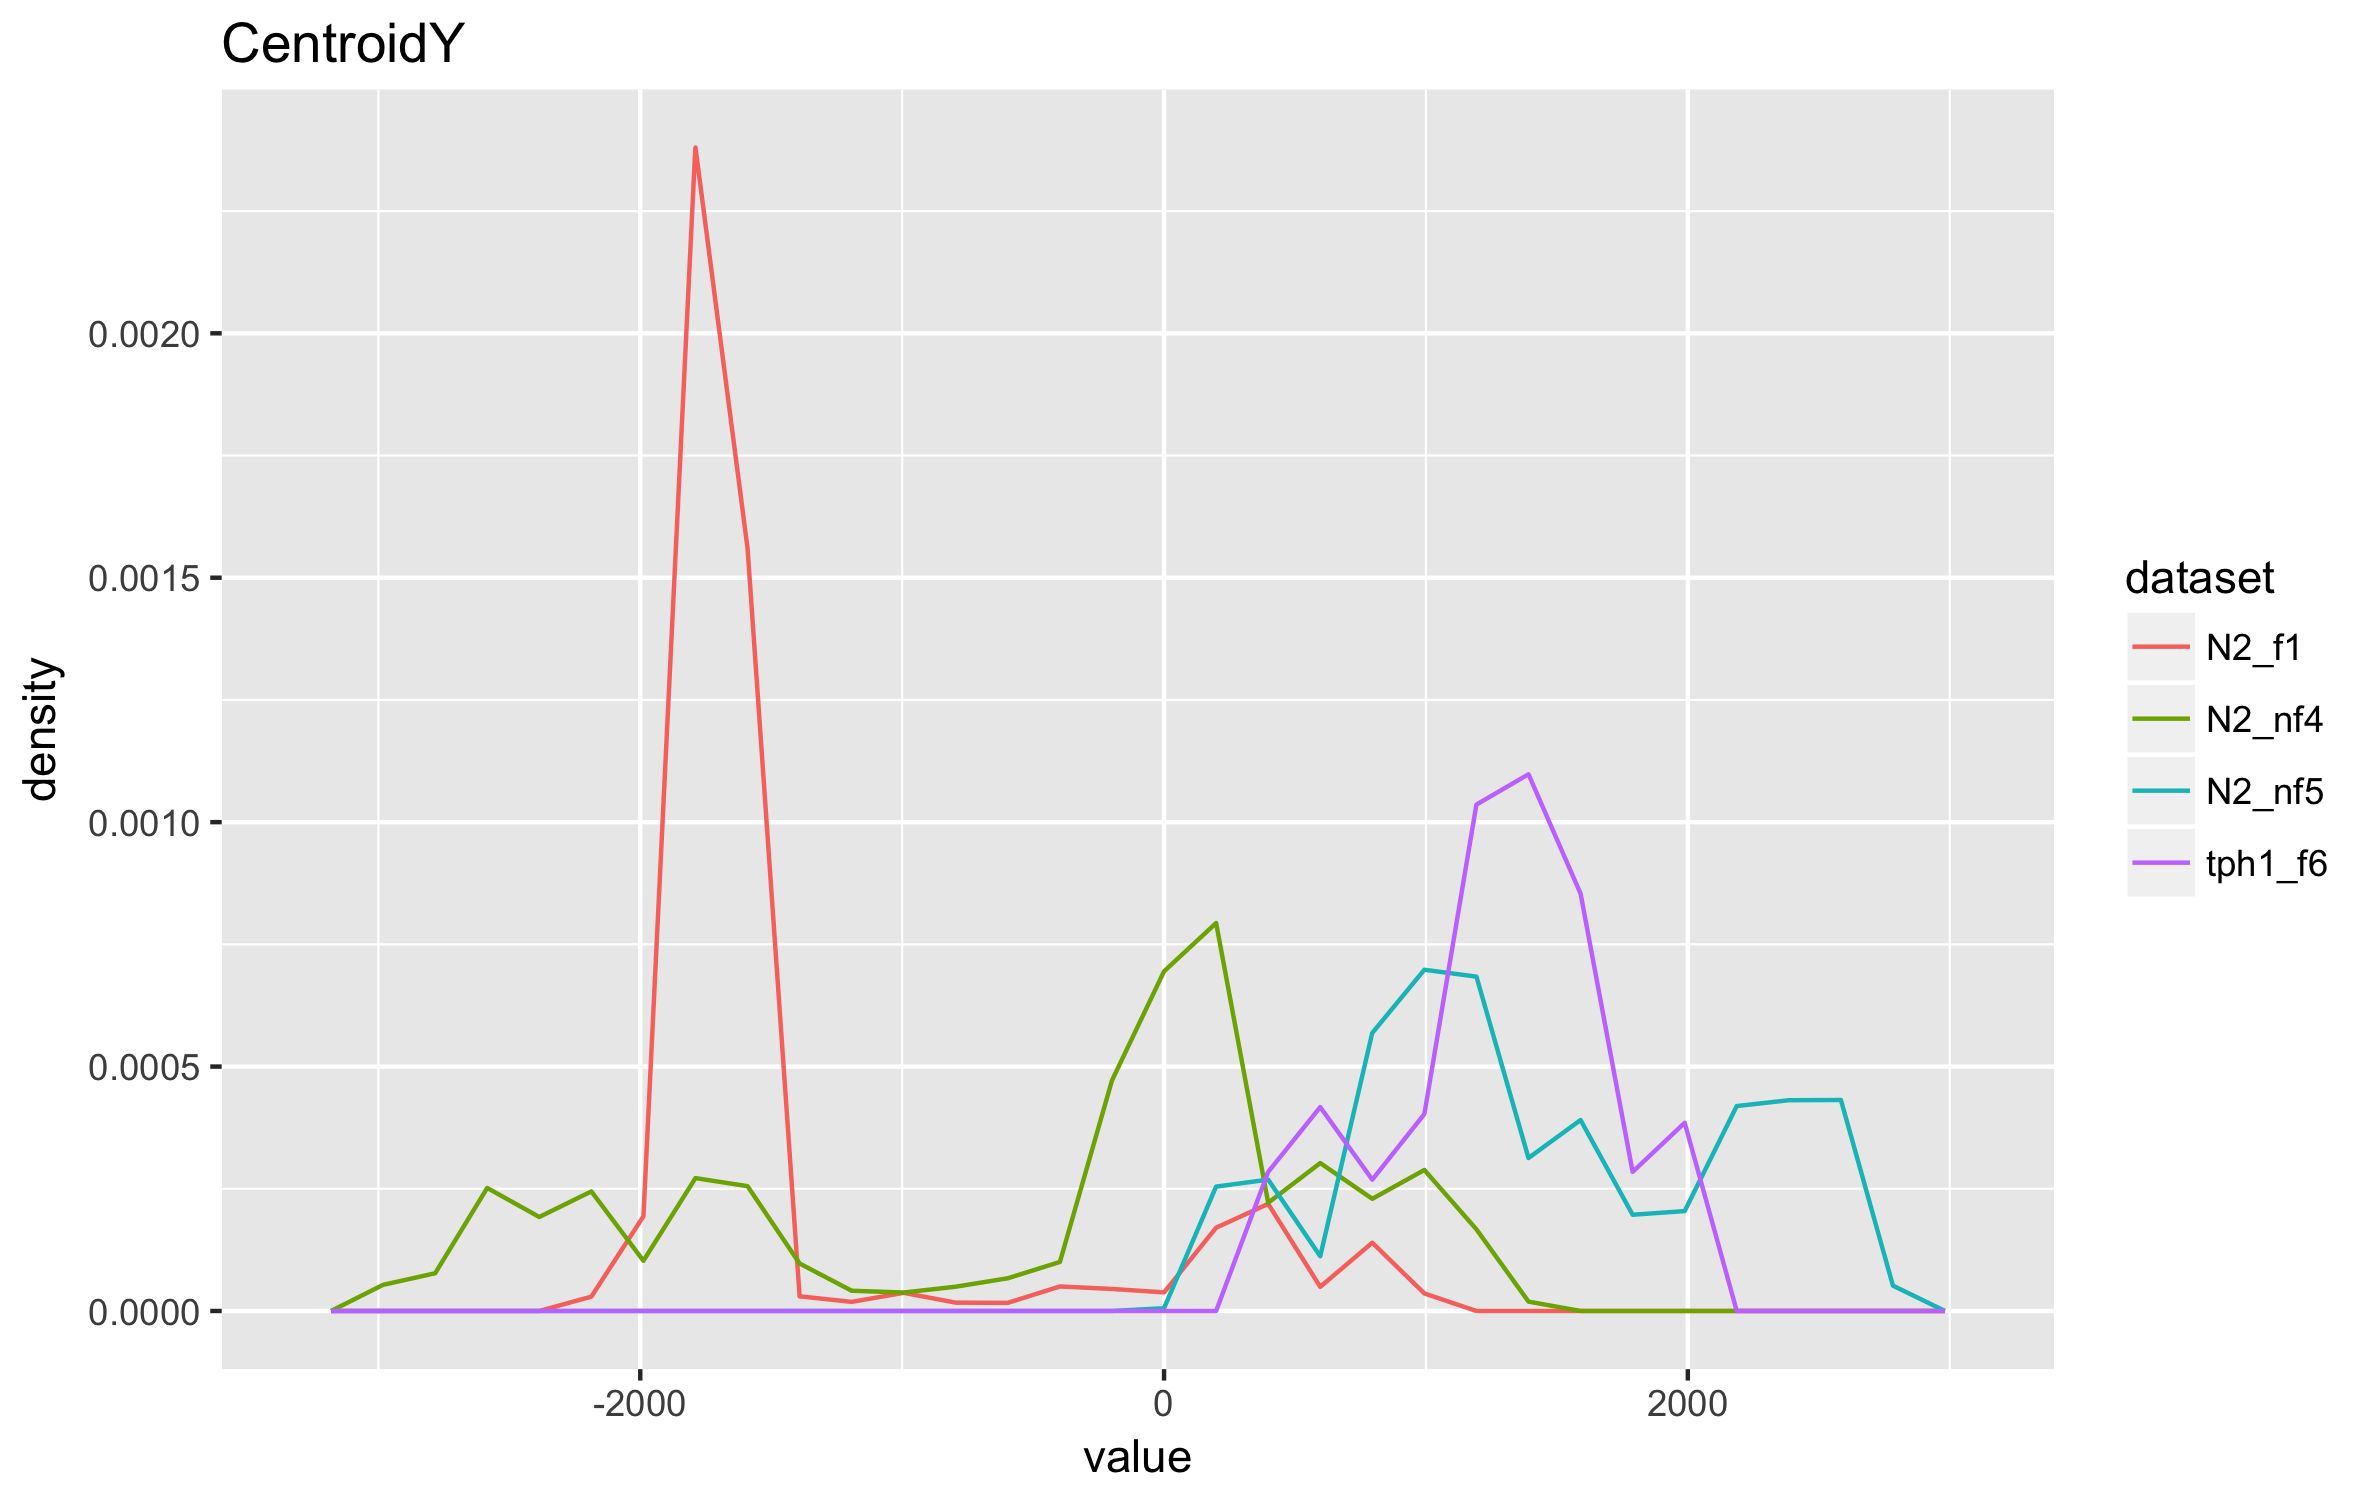 CentroidY
density
0.0020
0.0015
0.0010
0.0005
0.0000
-2000
0
2000
value
dataset
N2_f1
N2_nf4
N2_nf5
tph1_f6